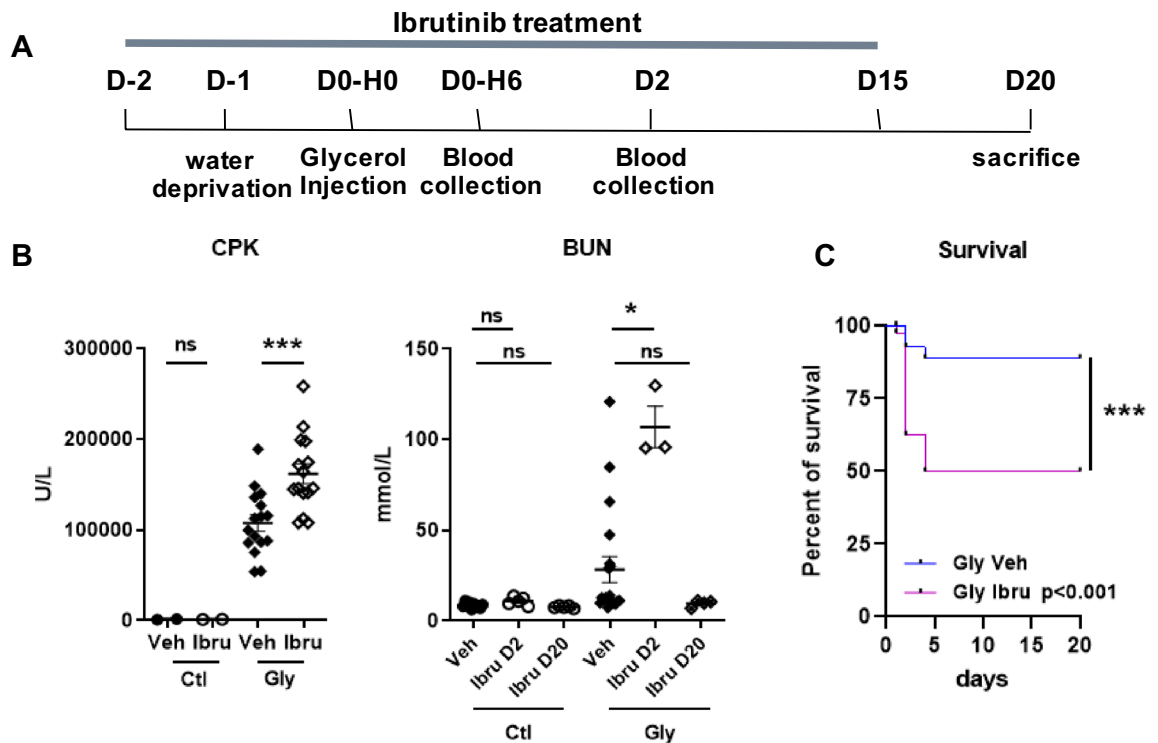 Ibrutinib treatment
A
D-2 D-1 D0-H0 D0-H6 D2 D15 D20
water deprivation
Glycerol Injection
Blood collection
Blood collection
sacrifice
B
CPK
ns
***
300000
200000
100000
0
U/L
Veh Ibru Veh Ibru
Ctl Gly
BUN
ns
*
ns
ns
150
100
50
0
mmol/L
Veh
Ibru D2
Ibru D20
Veh
Ibru D2
Ibru D20
Ctl Gly
C
Survival
100
75
50
25
0
Percent of survival
***
Gly Veh
Gly Ibru p<0.001
0 5 10 15 20
days